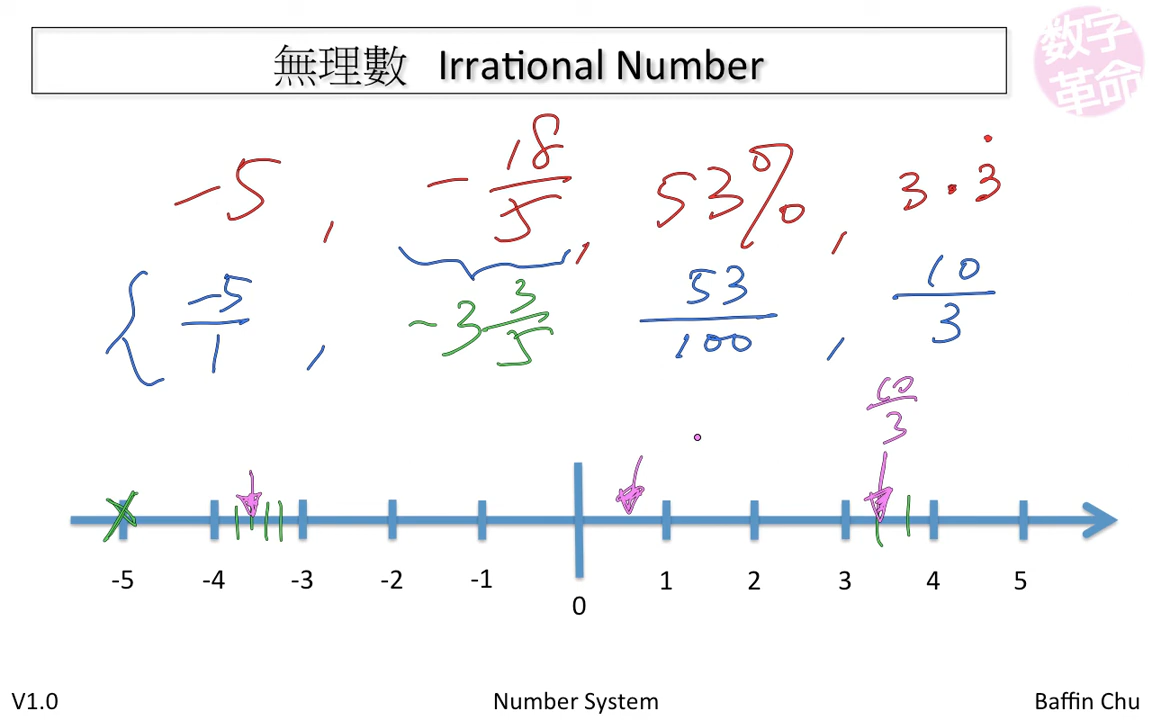 無理數 Irrational Number
数字
革命
-5, -18/5, 53%, 3.3̇
{ -5/1, -3 3/5 53/100, 10/3
10/3
-5 -4 -3 -2 -1 0 1 2 3 4 5
V1.0 Number System Baffin Chu